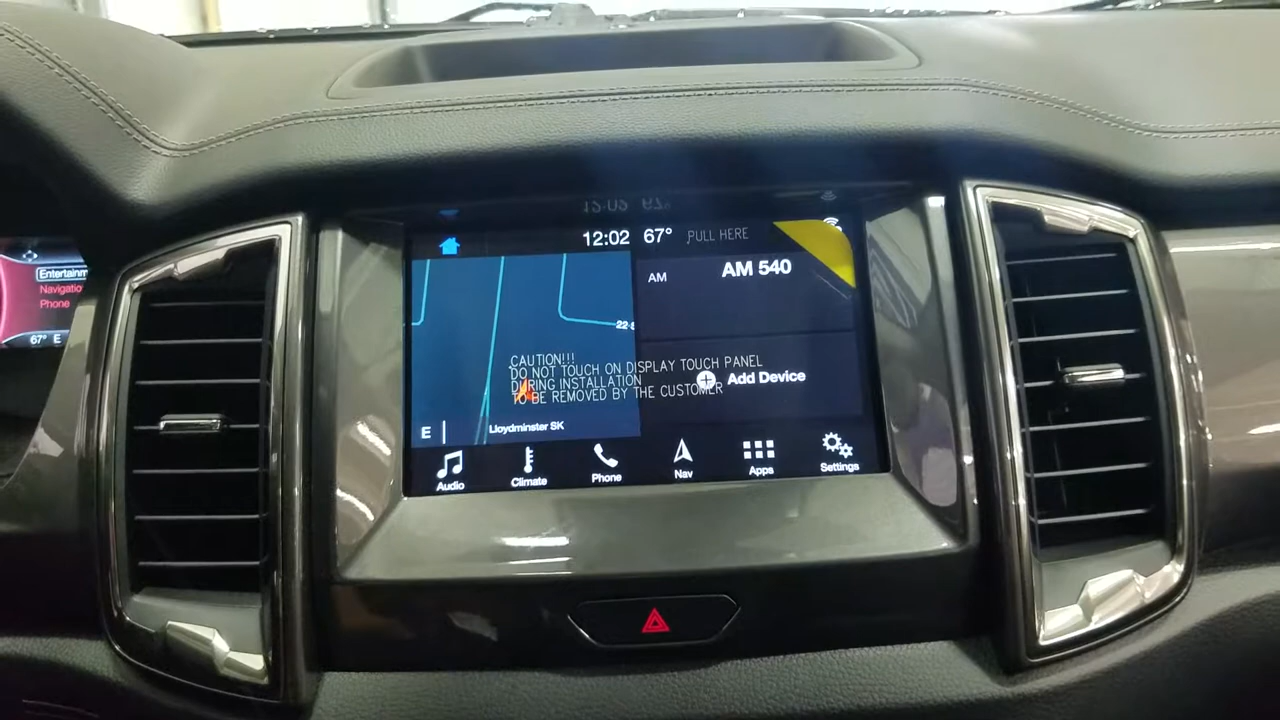 12:02 67° PULL HERE
AM AM 540
22-
CAUTION!!!
DO NOT TOUCH ON DISPLAY TOUCH PANEL
DURING INSTALLATION
TO BE REMOVED BY THE CUSTOMER
Add Device
E
Lloydminster SK
Audio
Climate
Phone
Nav
Apps
Settings
Entertainm
Navigatio
Phone
67° E